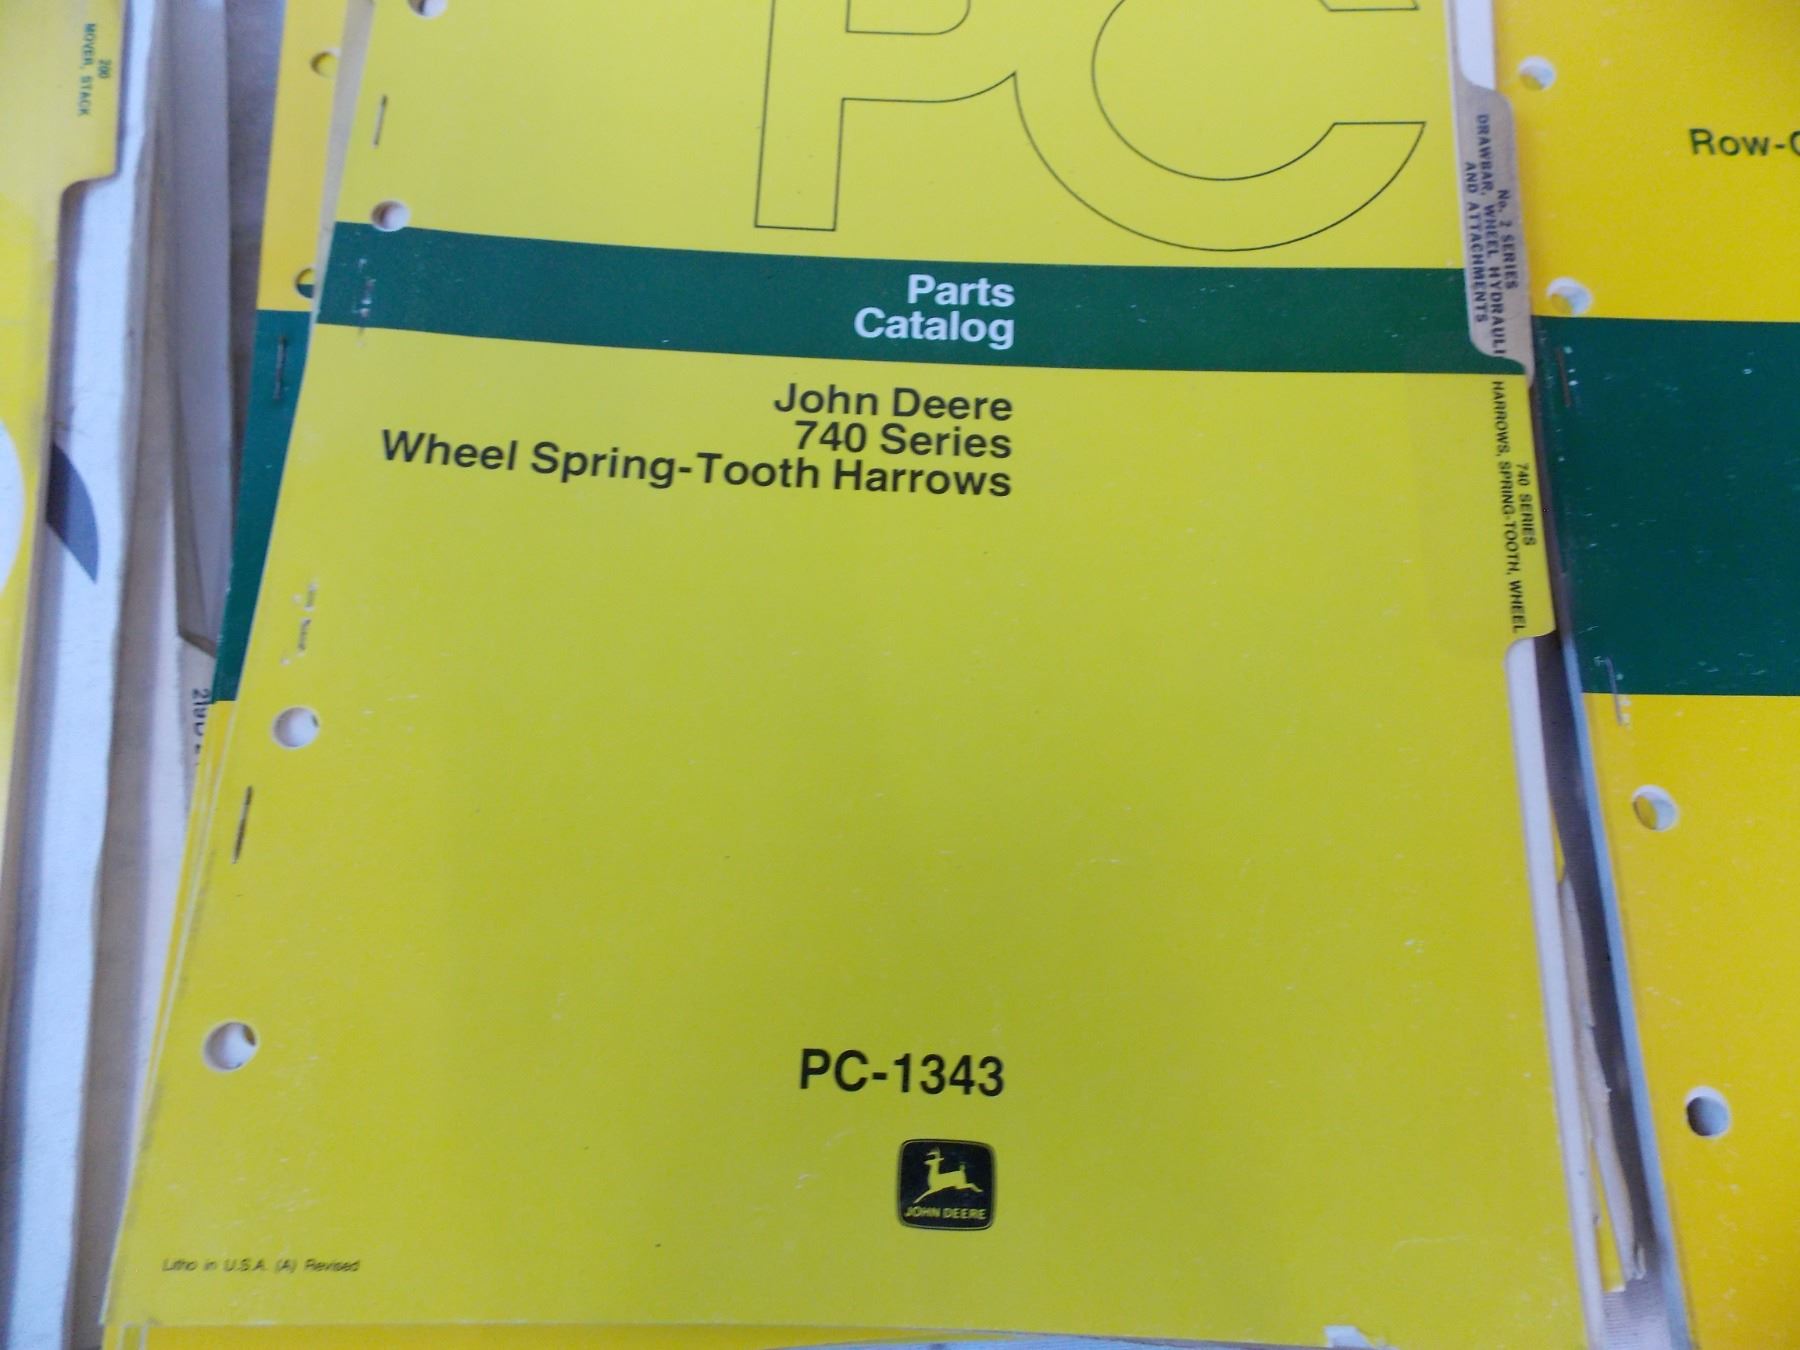 200
MOVER, STACK
PC
Parts
Catalog
John Deere
740 Series
Wheel Spring-Tooth Harrows
PC-1343
JOHN DEERE
Litho in U.S.A. (A) Revised
No. 2 SERIES
DRAWBAR, WHEEL HYDRAULI
AND ATTACHMENTS
740 SERIES
HARROWS, SPRING-TOOTH, WHEEL
Row-C